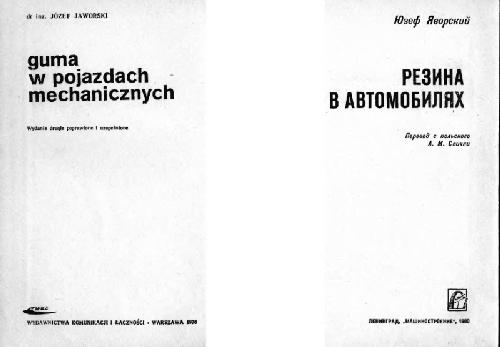 dr inż. JÓZEF JAWORSKI
guma
w pojazdach
mechanicznych
Wydanie drugie poprawione i uzupełnione
WYDAWNICTWA KOMUNIKACJI I ŁĄCZNOŚCI • WARSZAWA
Юзеф Яворский
РЕЗИНА
В АВТОМОБИЛЯХ
Перевод с польского
А. М.
ЛЕНИНГРАД, „МАШИНОСТРОЕНИЕ", 1980